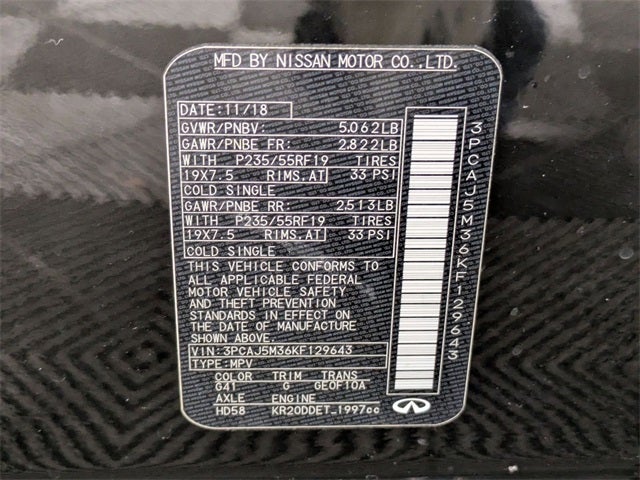 MFD BY NISSAN MOTOR CO.,LTD.
DATE:11/18
GVWR/PNBV: 5,062LB
GAWR/PNBE FR: 2,822LB
WITH P235/55RF19 TIRES
19X7.5 RIMS.AT 33 PSI
COLD SINGLE
GAWR/PNBE RR: 2,513LB
WITH P235/55RF19 TIRES
19X7.5 RIMS.AT 33 PSI
COLD SINGLE
THIS VEHICLE CONFORMS TO
ALL APPLICABLE FEDERAL
MOTOR VEHICLE SAFETY
AND THEFT PREVENTION
STANDARDS IN EFFECT ON
THE DATE OF MANUFACTURE
SHOWN ABOVE.
VIN:3PCAJ5M36KF129643
TYPE:MPV
COLOR TRIM TRANS
G41 G GE0F10A
AXLE ENGINE
HD58 KR20DDET_1997cc
3PCAJ5M36KF129643